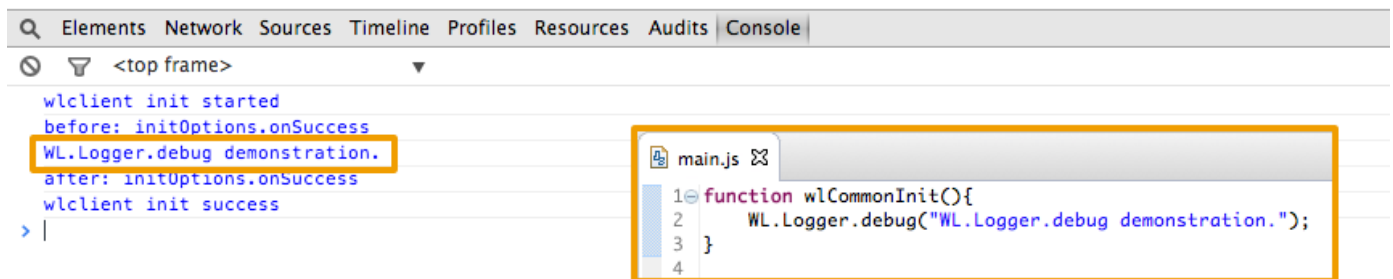 Elements Network Sources Timeline Profiles Resources Audits Console
<top frame>
wlclient init started
before: initOptions.onSuccess
WL.Logger.debug demonstration.
after: initOptions.onSuccess
wlclient init success
>
main.js
1 function wlCommonInit(){
2 WL.Logger.debug("WL.Logger.debug demonstration.");
3 }
4